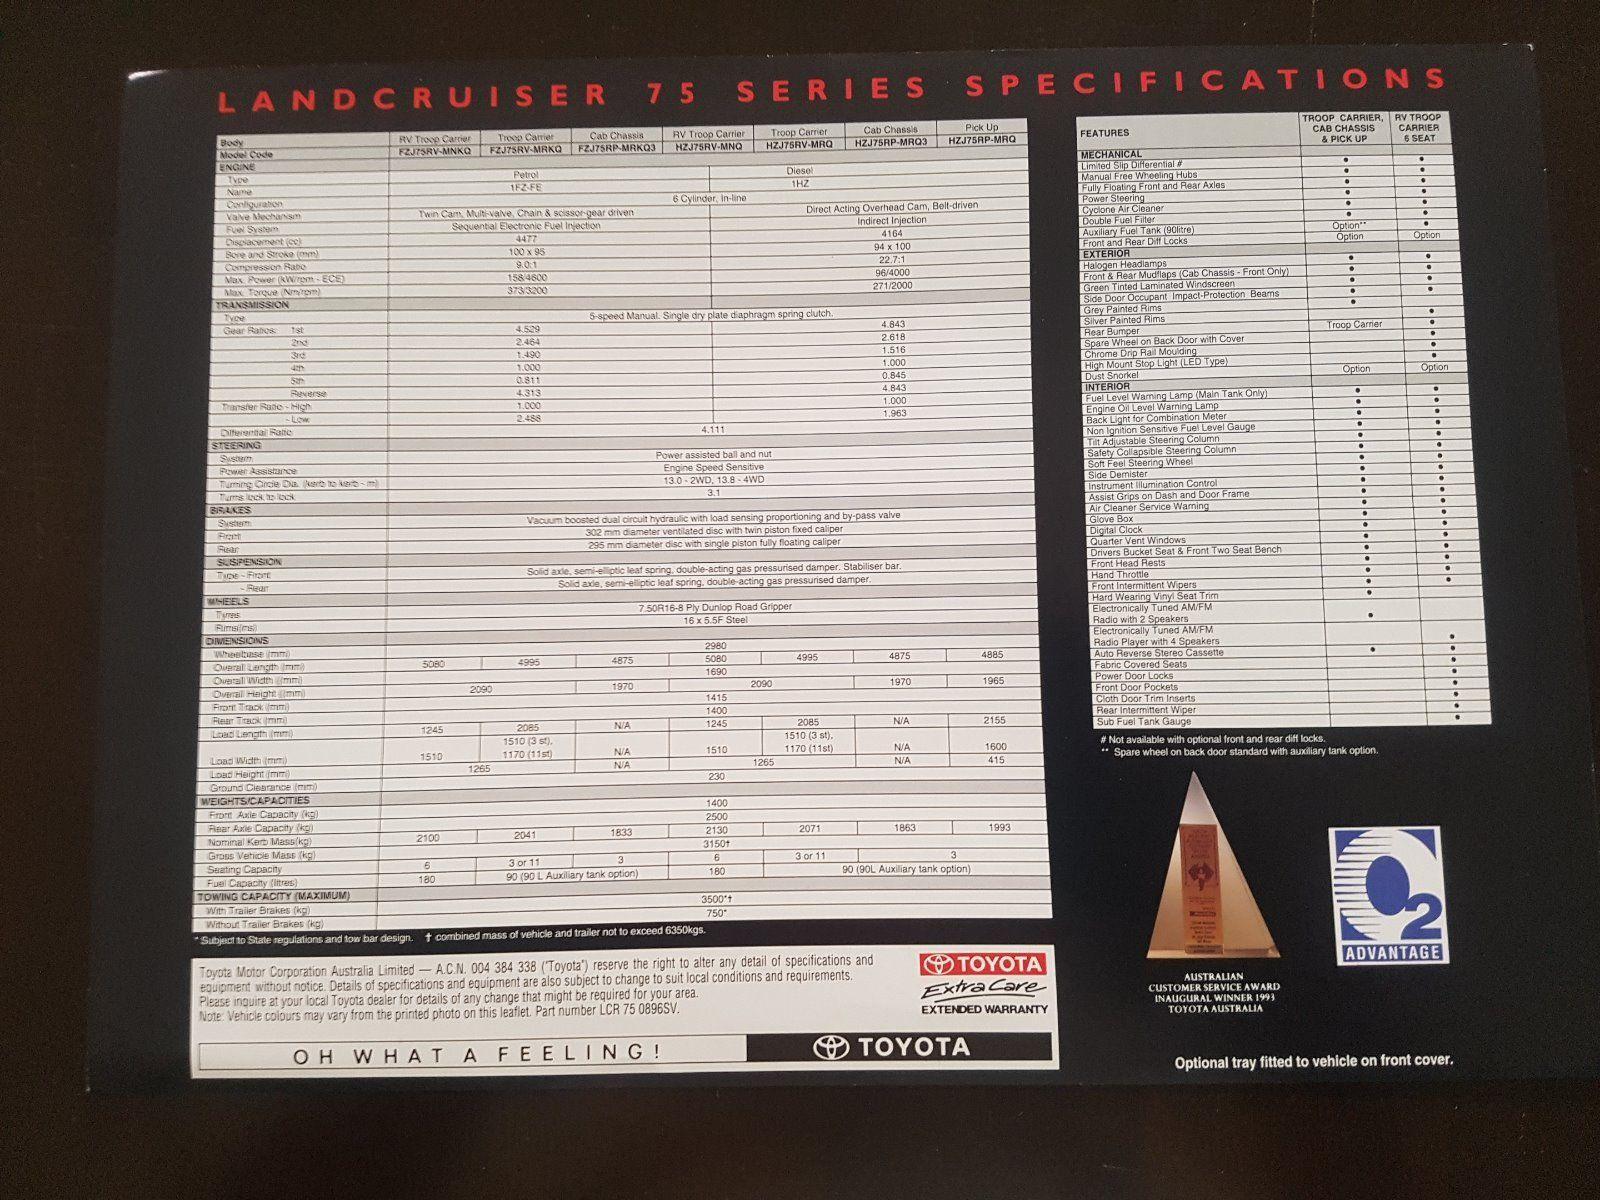 LANDCRUISER 75 SERIES SPECIFICATIONS
Body RV Troop Carrier Troop Carrier Cab Chassis RV Troop Carrier Troop Carrier Cab Chassis Pick Up
Model Code FZJ75RV-MNKQ FZJ75RV-MRKQ FZJ75RP-MRKQ3 HZJ75RV-MNQ HZJ75RV-MRQ HZJ75RP-MRQ3 HZJ75RP-MRQ
ENGINE
Type Petrol Diesel
Name 1FZ-FE 1HZ
Configuration 6 Cylinder, In-line
Valve Mechanism Twin Cam, Multi-valve, Chain & scissor-gear driven Direct Acting Overhead Cam, Belt-driven
Fuel System Sequential Electronic Fuel Injection Indirect Injection
Displacement (cc) 4477 4164
Bore and Stroke (mm) 100 x 95 94 x 100
Compression Ratio 9.0:1 22.7:1
Max. Power (kW/rpm - ECE) 158/4600 96/4000
Max. Torque (Nm/rpm) 373/3200 271/2000
TRANSMISSION
Type 5-speed Manual. Single dry plate diaphragm spring clutch.
Gear Ratios: 1st 4.529 4.843
2nd 2.464 2.618
3rd 1.490 1.516
4th 1.000 1.000
5th 0.811 0.845
Reverse 4.313 4.843
Transfer Ratio - High 1.000 1.000
- Low 2.488 1.963
Differential Ratio 4.111
STEERING
System Power assisted ball and nut
Power Assistance Engine Speed Sensitive
Turning Circle Dia. (kerb to kerb - m) 13.0 - 2WD, 13.8 - 4WD
Turns lock to lock 3.1
BRAKES
System Vacuum boosted dual circuit hydraulic with load sensing proportioning and by-pass valve
Front 302 mm diameter ventilated disc with twin piston fixed caliper
Rear 295 mm diameter disc with single piston fully floating caliper
SUSPENSION
Type - Front Solid axle, semi-elliptic leaf spring, double-acting gas pressurised damper. Stabiliser bar.
- Rear Solid axle, semi-elliptic leaf spring, double-acting gas pressurised damper.
WHEELS
Tyres 7.50R16-8 Ply Dunlop Road Gripper
Rims(ins) 16 x 5.5F Steel
DIMENSIONS
Wheelbase (mm) 2980
Overall Length (mm) 5080 4995 4875 5080 4995 4875 4885
Overall Width (mm) 1690
Overall Height (mm) 2090 1970 2090 1970 1965
Front Track (mm) 1415
Rear Track (mm) 1400
Load Length (mm) 1245 2085 N/A 1245 2085 N/A 2155
1510 (3 st), 1510 (3 st),
Load Width (mm) 1510 1170 (11st) N/A 1510 1170 (11st) N/A 1600
Load Height (mm) 1265 N/A 1265 N/A 415
Ground Clearance (mm) 230
WEIGHTS/CAPACITIES
Front Axle Capacity (kg) 1400
Rear Axle Capacity (kg) 2500
Nominal Kerb Mass(kg) 2100 2041 1833 2130 2071 1863 1993
Gross Vehicle Mass (kg) 3150†
Seating Capacity 6 3 or 11 3 6 3 or 11 3
Fuel Capacity (litres) 180 90 (90 L Auxiliary tank option) 180 90 (90L Auxiliary tank option)
TOWING CAPACITY (MAXIMUM)
With Trailer Brakes (kg) 3500*†
Without Trailer Brakes (kg) 750*
* Subject to State regulations and tow bar design. † combined mass of vehicle and trailer not to exceed 6350kgs.
Toyota Motor Corporation Australia Limited — A.C.N. 004 384 338 ("Toyota") reserve the right to alter any detail of specifications and
equipment without notice. Details of specifications and equipment are also subject to change to suit local conditions and requirements.
Please inquire at your local Toyota dealer for details of any change that might be required for your area.
Note: Vehicle colours may vary from the printed photo on this leaflet. Part number LCR 75 0896SV.
TOYOTA
Extra Care
EXTENDED WARRANTY
OH WHAT A FEELING!
TOYOTA
FEATURES TROOP CARRIER, CAB CHASSIS & PICK UP RV TROOP CARRIER 6 SEAT
MECHANICAL
Limited Slip Differential # • •
Manual Free Wheeling Hubs • •
Fully Floating Front and Rear Axles • •
Power Steering • •
Cyclone Air Cleaner • •
Double Fuel Filter • •
Auxiliary Fuel Tank (90litre) Option** •
Front and Rear Diff Locks Option Option
EXTERIOR
Halogen Headlamps • •
Front & Rear Mudflaps (Cab Chassis - Front Only) • •
Green Tinted Laminated Windscreen • •
Side Door Occupant Impact-Protection Beams • •
Grey Painted Rims •
Silver Painted Rims •
Rear Bumper Troop Carrier •
Spare Wheel on Back Door with Cover •
Chrome Drip Rail Moulding •
High Mount Stop Light (LED Type) •
Dust Snorkel Option Option
INTERIOR
Fuel Level Warning Lamp (Main Tank Only) • •
Engine Oil Level Warning Lamp • •
Back Light for Combination Meter • •
Non Ignition Sensitive Fuel Level Gauge • •
Tilt Adjustable Steering Column • •
Safety Collapsible Steering Column • •
Soft Feel Steering Wheel • •
Side Demister • •
Instrument Illumination Control • •
Assist Grips on Dash and Door Frame • •
Air Cleaner Service Warning • •
Glove Box • •
Digital Clock • •
Quarter Vent Windows • •
Drivers Bucket Seat & Front Two Seat Bench • •
Front Head Rests • •
Hand Throttle • •
Front Intermittent Wipers • •
Hard Wearing Vinyl Seat Trim •
Electronically Tuned AM/FM
Radio with 2 Speakers •
Electronically Tuned AM/FM
Radio Player with 4 Speakers •
Auto Reverse Stereo Cassette • •
Fabric Covered Seats •
Power Door Locks •
Front Door Pockets •
Cloth Door Trim Inserts •
Rear Intermittent Wiper •
Sub Fuel Tank Gauge •
# Not available with optional front and rear diff locks.
** Spare wheel on back door standard with auxiliary tank option.
AUSTRALIAN
CUSTOMER SERVICE AWARD
INAUGURAL WINNER 1993
TOYOTA AUSTRALIA
O2
ADVANTAGE
Optional tray fitted to vehicle on front cover.